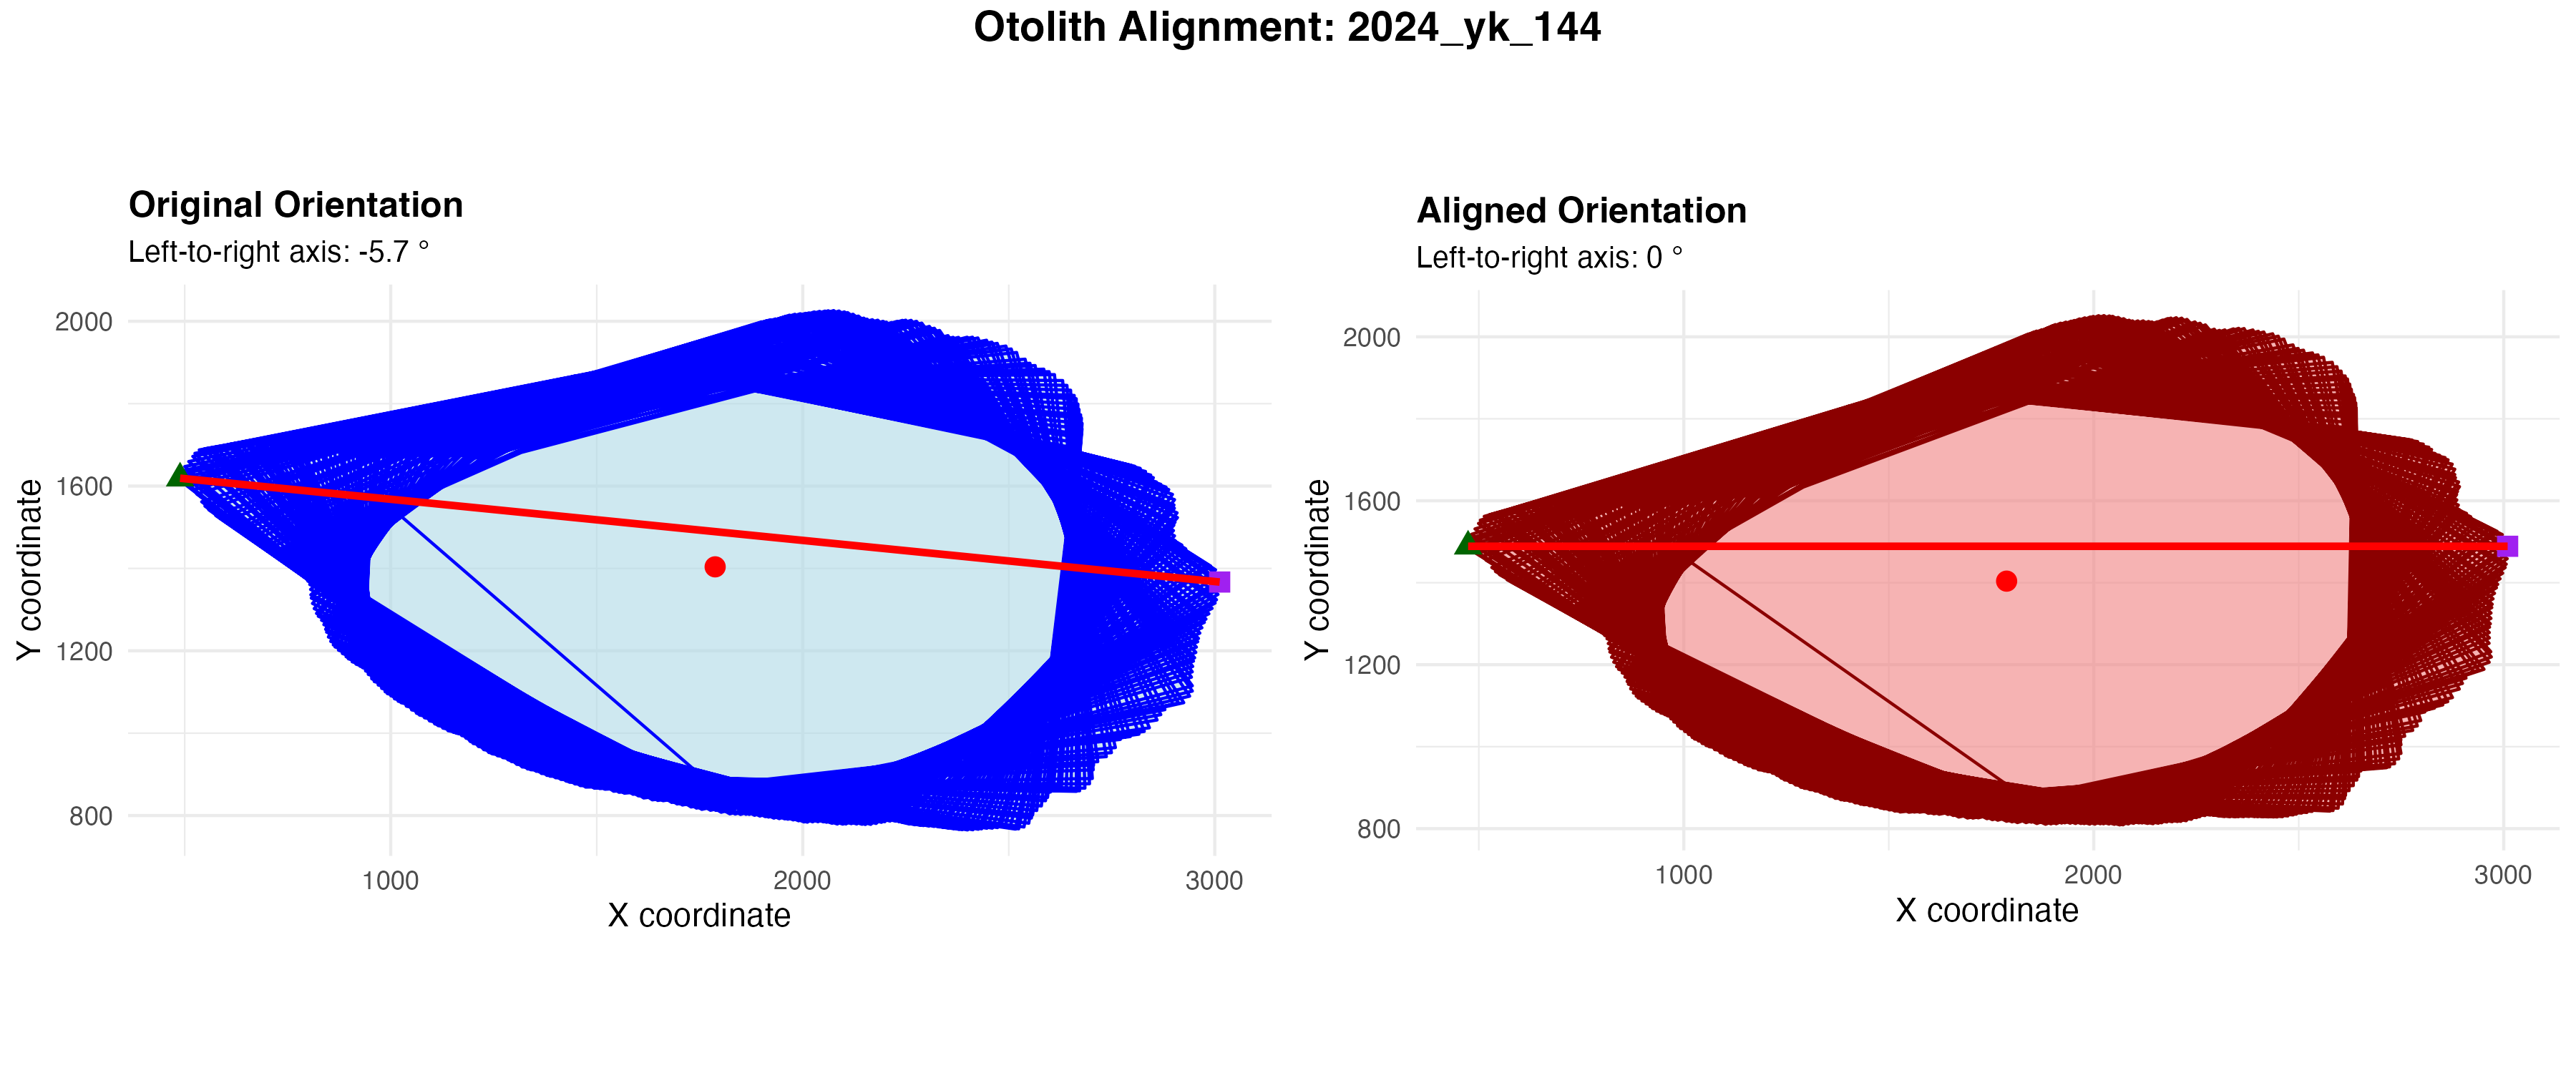 Otolith Alignment: 2024_yk_144
Original Orientation
Left-to-right axis: -5.7 °
2000
1600
1200
800
Y coordinate
1000
2000
3000
X coordinate
Aligned Orientation
Left-to-right axis: 0 °
2000
1600
1200
800
Y coordinate
1000
2000
3000
X coordinate